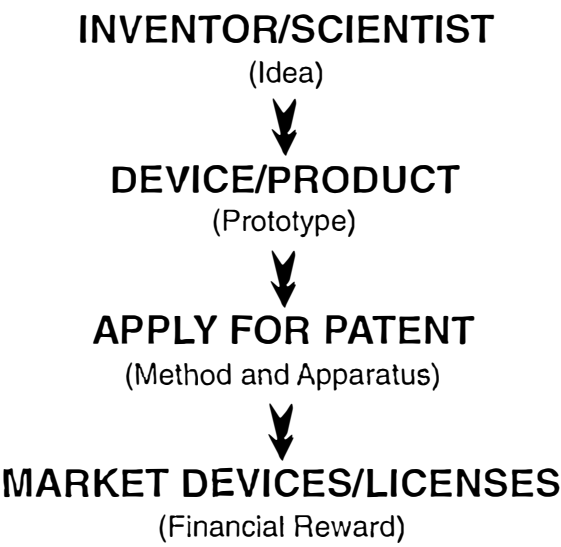 INVENTOR/SCIENTIST
(Idea)
DEVICE/PRODUCT
(Prototype)
APPLY FOR PATENT
(Method and Apparatus)
MARKET DEVICES/LICENSES
(Financial Reward)